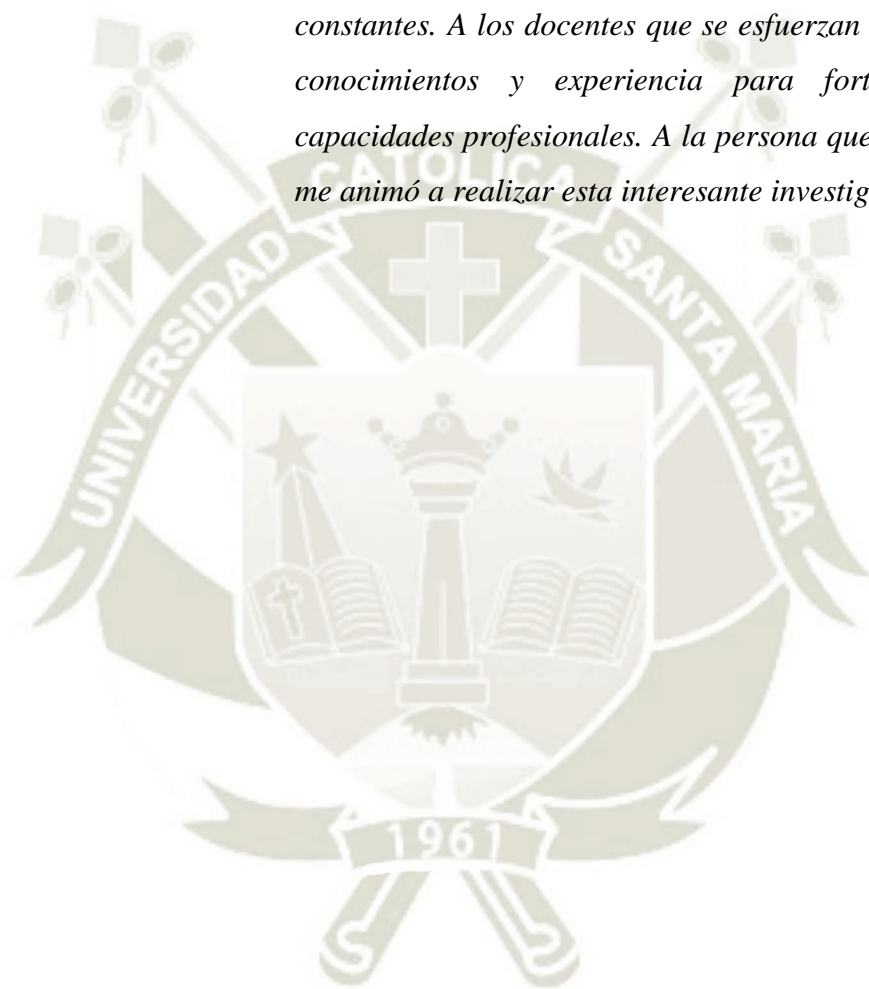 constantes. A los docentes que se esfuerzan
conocimientos y experiencia para fort
capacidades profesionales. A la persona que
me animó a realizar esta interesante investig
CATOLICA
UNIVERSIDAD
SANTA MARIA
1961